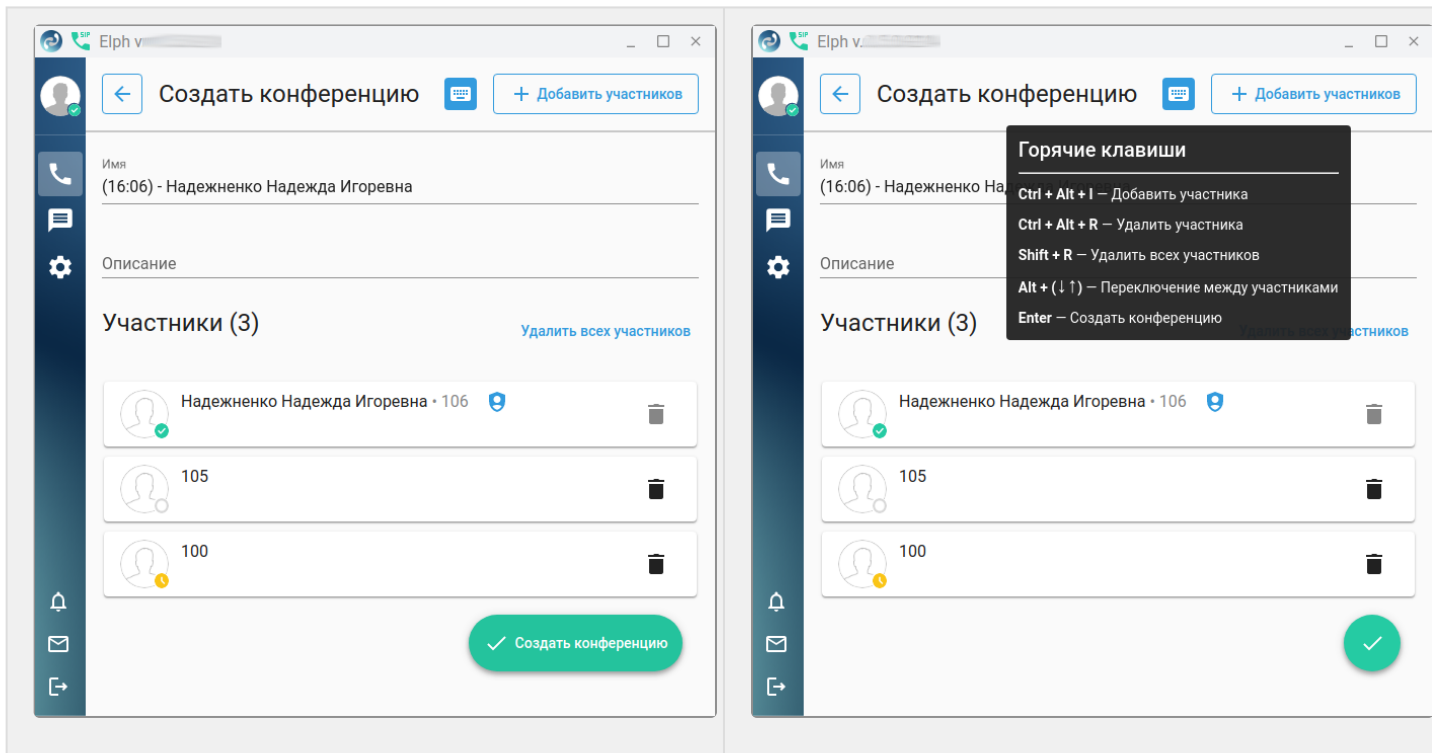 SIP Elph v
Создать конференцию
+ Добавить участников
Имя
(16:06) - Надежненко Надежда Игоревна
Описание
Участники (3)
Удалить всех участников
Надежненко Надежда Игоревна • 106
105
100
Создать конференцию
SIP Elph v.
Создать конференцию
+ Добавить участников
Имя
(16:06) - Надежненко
Описание
Участники (3)
Удалить всех участников
Горячие клавиши
Ctrl + Alt + I — Добавить участника
Ctrl + Alt + R — Удалить участника
Shift + R — Удалить всех участников
Alt + (↓↑) — Переключение между участниками
Enter — Создать конференцию
Надежненко Надежда Игоревна • 106
105
100